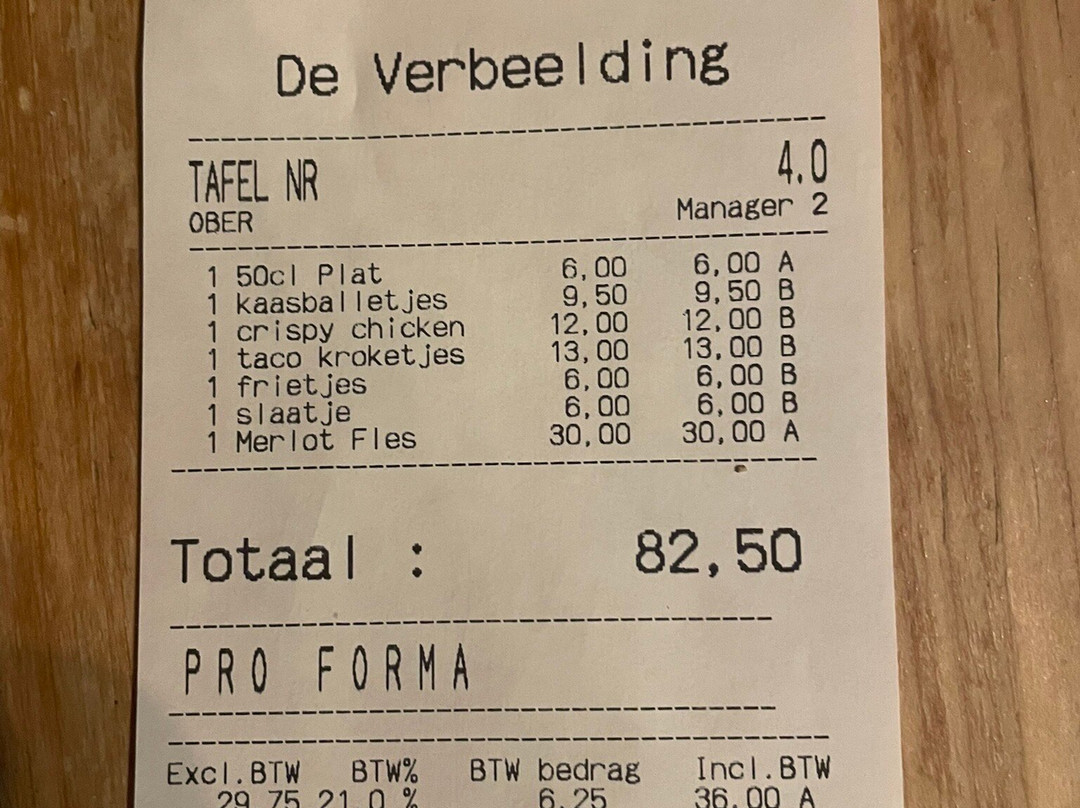 De Verbeelding
TAFEL NR 4.0
OBER Manager 2
1 50cl Plat 6,00 6,00 A
1 kaasballetjes 9,50 9,50 B
1 crispy chicken 12,00 12,00 B
1 taco kroketjes 13,00 13,00 B
1 frietjes 6,00 6,00 B
1 slaatje 6,00 6,00 B
1 Merlot Fles 30,00 30,00 A
Totaal : 82,50
PRO FORMA
Excl.BTW BTW% BTW bedrag Incl.BTW
29,75 21,0 % 6,25 36,00 A